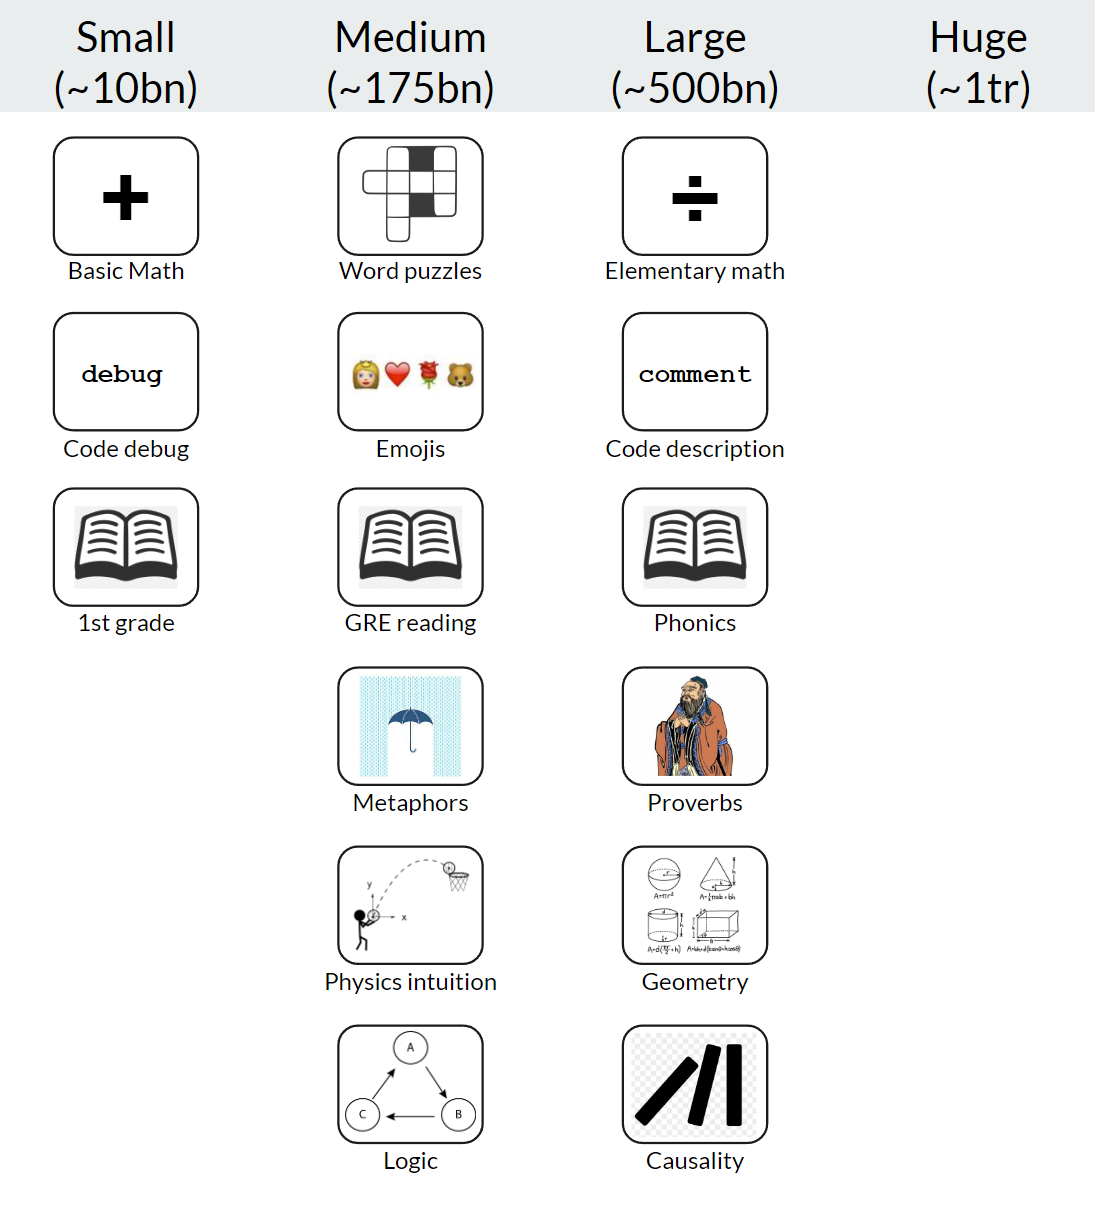 Small
(~10bn)
Medium
(~175bn)
Large
(~500bn)
Huge
(~1tr)
Basic Math
Word puzzles
Elementary math
debug
comment
Code debug
Emojis
Code description
1st grade
GRE reading
Phonics
Metaphors
Proverbs
y
x
Physics intuition
Geometry
A
C
B
Logic
Causality